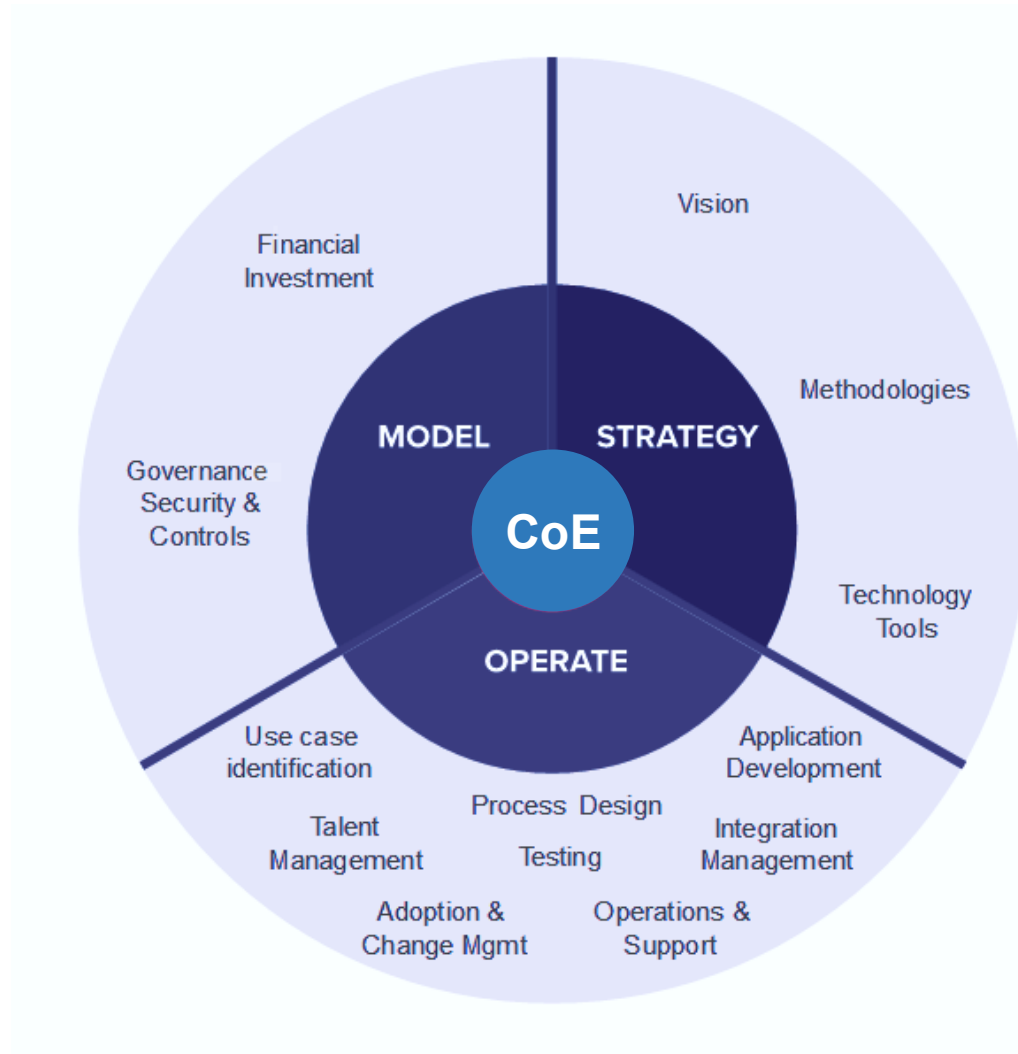 Vision
Financial
Investment
Methodologies
MODEL
STRATEGY
Governance
Security &
Controls
CoE
Technology
Tools
OPERATE
Use case
identification
Application
Development
Process Design
Talent
Management
Integration
Management
Testing
Adoption &
Change Mgmt
Operations &
Support